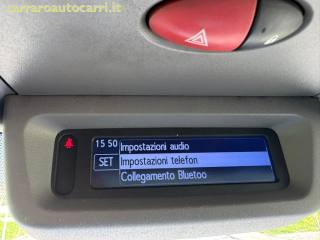 carraroautocarri.it
15 50
Impostazioni audio
SET
Impostazioni telefon
Collegamento Bluetoo